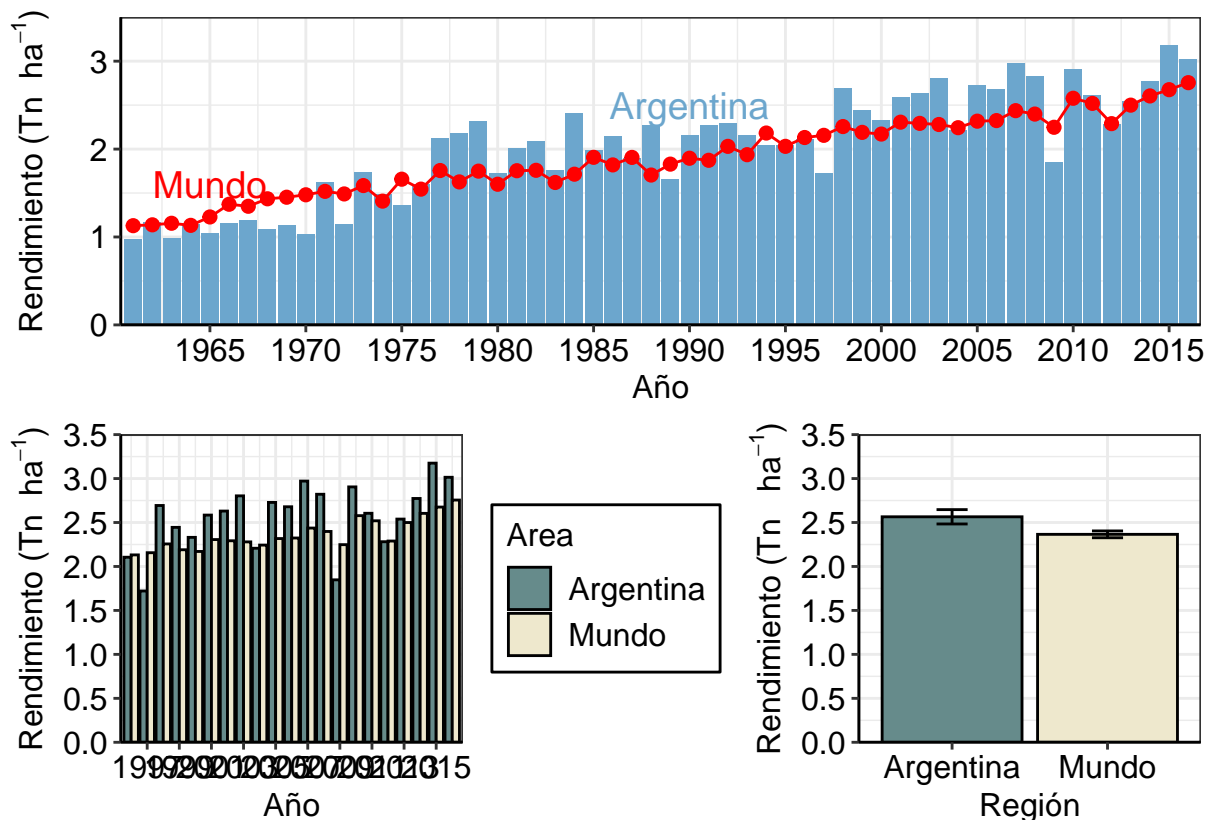 Rendimiento (Tn ha⁻¹)
3
2
1
0
Argentina
Mundo
1965 1970 1975 1980 1985 1990 1995 2000 2005 2010 2015
Año
Rendimiento (Tn ha⁻¹)
3.5
3.0
2.5
2.0
1.5
1.0
0.5
0.0
Año
Area
Argentina
Mundo
Rendimiento (Tn ha⁻¹)
3.5
3.0
2.5
2.0
1.5
1.0
0.5
0.0
Argentina Mundo
Región